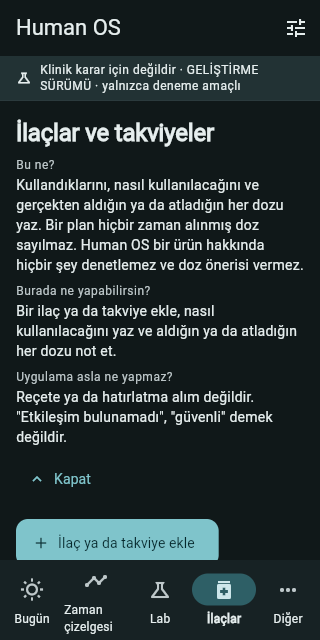 Human OS
Klinik karar için değildir · GELİŞTİRME
SÜRÜMÜ · yalnızca deneme amaçlı
İlaçlar ve takviyeler
Bu ne?
Kullandıklarını, nasıl kullanılacağını ve
gerçekten aldığın ya da atladığın her dozu
yaz. Bir plan hiçbir zaman alınmış doz
sayılmaz. Human OS bir ürün hakkında
hiçbir şey denetlemez ve doz önerisi vermez.
Burada ne yapabilirsin?
Bir ilaç ya da takviye ekle, nasıl
kullanılacağını yaz ve aldığın ya da atladığın
her dozu not et.
Uygulama asla ne yapmaz?
Reçete ya da hatırlatma alım değildir.
"Etkileşim bulunamadı", "güvenli" demek
değildir.
Kapat
İlaç ya da takviye ekle
Bugün
Zaman
çizelgesi
Lab
İlaçlar
Diğer